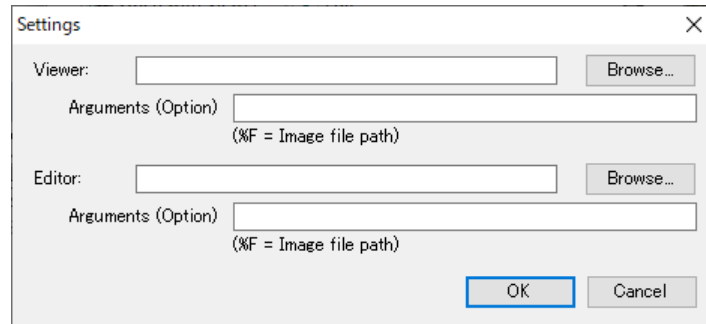 Settings
Viewer: Browse...
Arguments (Option)
(%F = Image file path)
Editor: Browse...
Arguments (Option)
(%F = Image file path)
OK Cancel